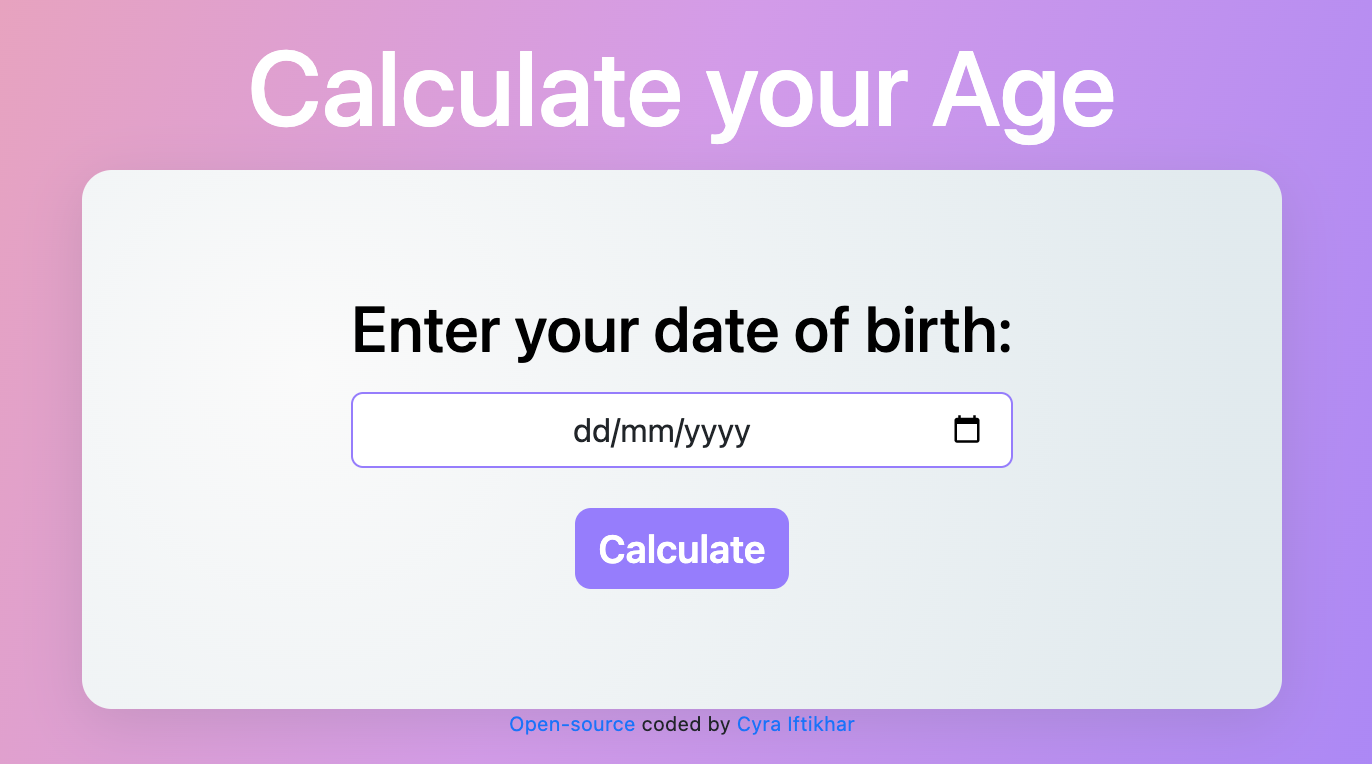 Calculate your Age
Enter your date of birth:
dd/mm/yyyy
Calculate
Open-source coded by Cyra Iftikhar